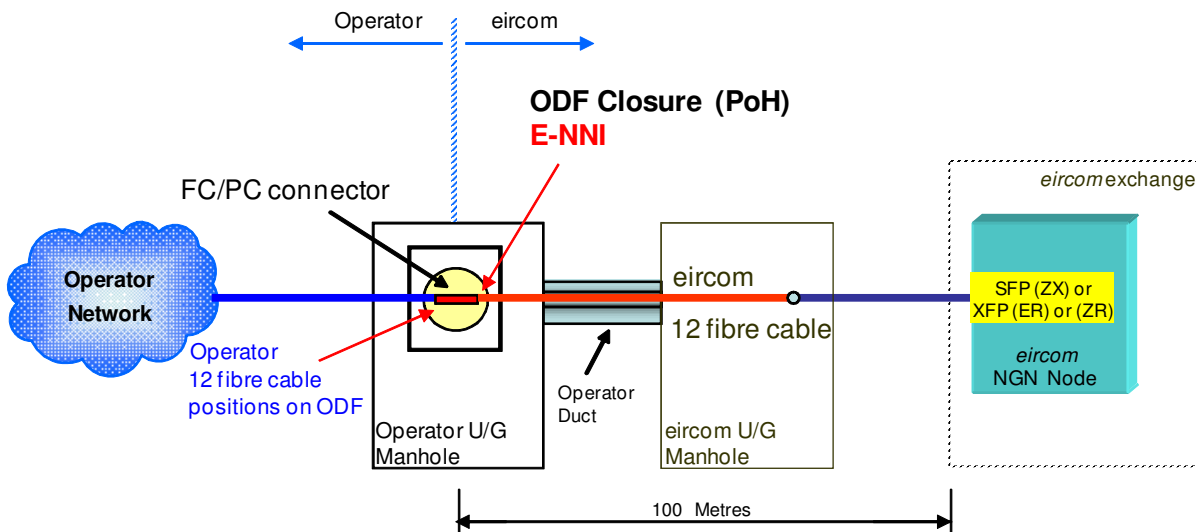 Operator
eircom
ODF Closure (PoH)
E-NNI
FC/PC connector
eircom exchange
Operator
Network
eircom
12 fibre cable
SFP (ZX) or
XFP (ER) or (ZR)
eircom
NGN Node
Operator
12 fibre cable
positions on ODF
Operator
Duct
Operator U/G
Manhole
eircom U/G
Manhole
100 Metres